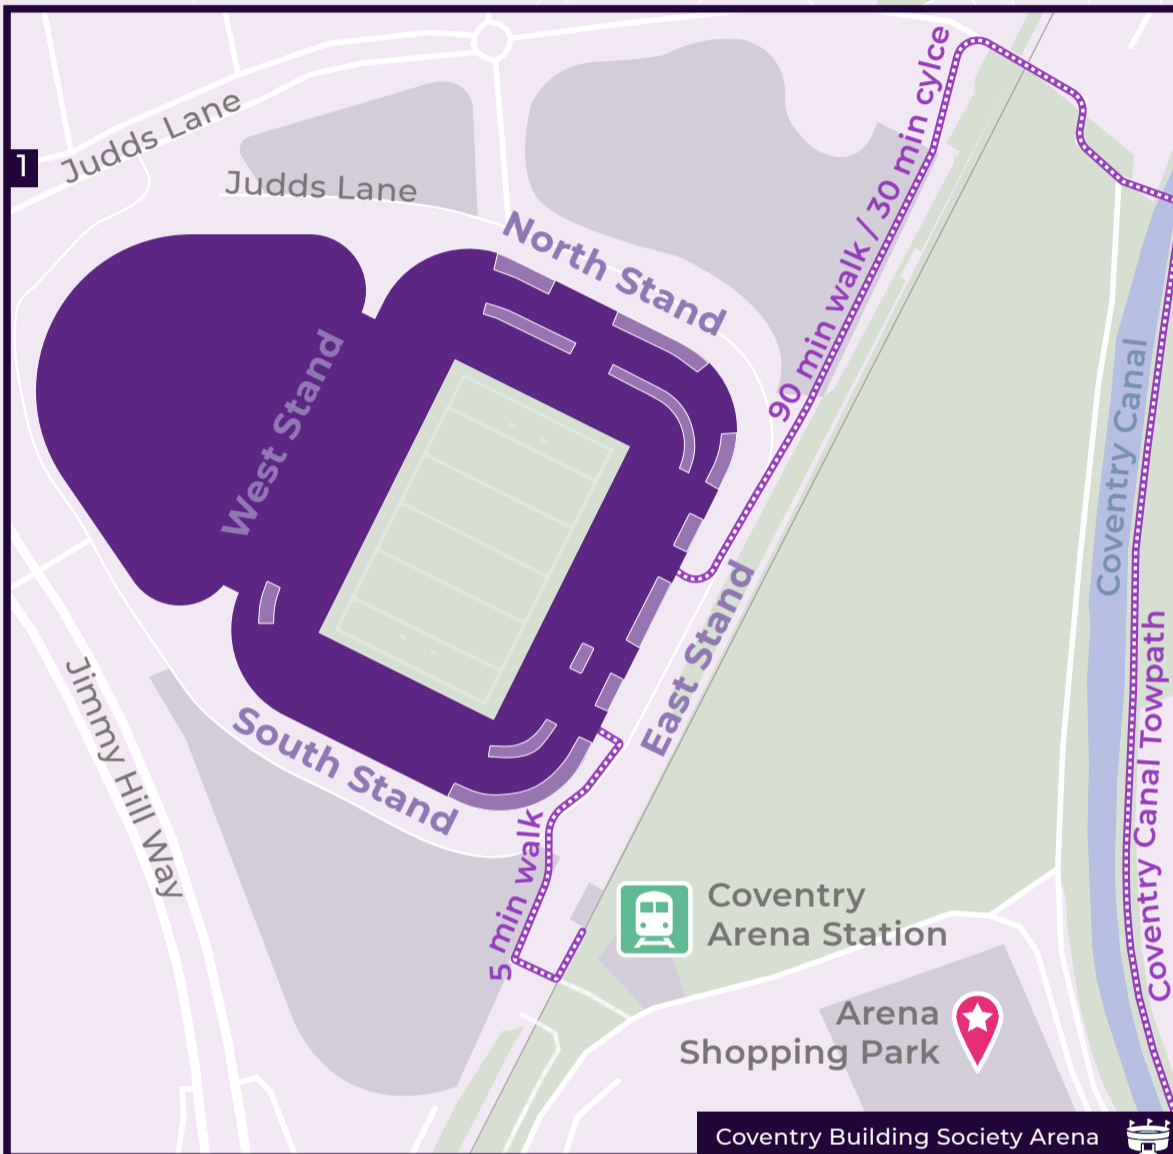 1
Judds Lane
Judds Lane
North Stand
90 min walk / 30 min cylce
West Stand
East Stand
Coventry Canal
Jimmy Hill Way
South Stand
5 min walk
Coventry
Arena Station
Coventry Canal Towpath
Arena
Shopping Park
Coventry Building Society Arena